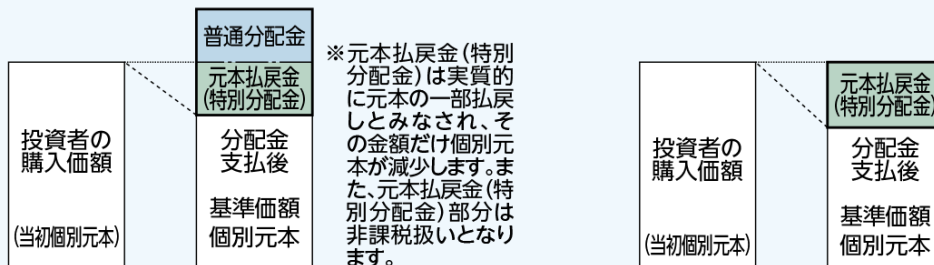 普通分配金
元本払戻金
(特別分配金)
投資者の
購入価額
(当初個別元本)
分配金
支払後
基準価額
個別元本
※元本払戻金(特別
分配金)は実質的
に元本の一部払戻
しとみなされ、そ
の金額だけ個別元
本が減少します。ま
た、元本払戻金(特
別分配金)部分は
非課税扱いとなり
ます。
投資者の
購入価額
(当初個別元本)
元本払戻金
(特別分配金)
分配金
支払後
基準価額
個別元本